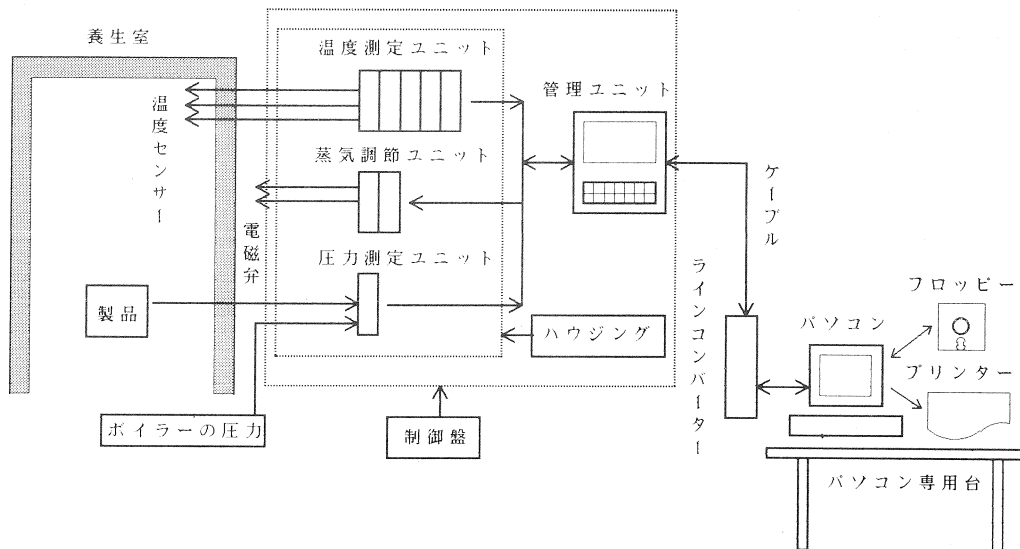 養生室
温度測定ユニット
管理ユニット
温度センサー
蒸気調節ユニット
電磁弁
圧力測定ユニット
ケーブル
ラインコンバーター
製品
ハウジング
フロッピー
パソコン
プリンター
ボイラーの圧力
制御盤
パソコン専用台